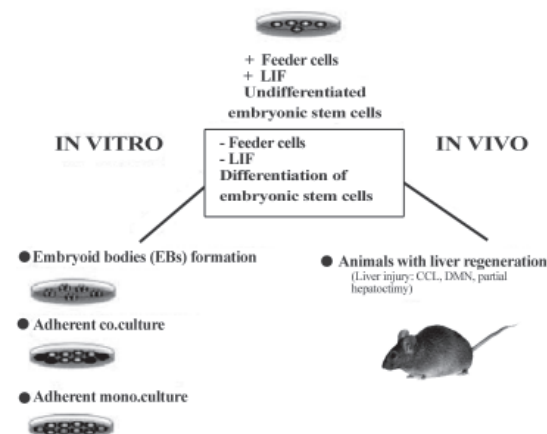 + Feeder cells
+ LIF
Undifferentiated
embryonic stem cells
IN VITRO
IN VIVO
- Feeder cells
- LIF
Differentiation of
embryonic stem cells
● Embryoid bodies (EBs) formation
● Adherent co.culture
● Adherent mono.culture
● Animals with liver regeneration
(Liver injury: CCL, DMN, partial
hepatoctimy)